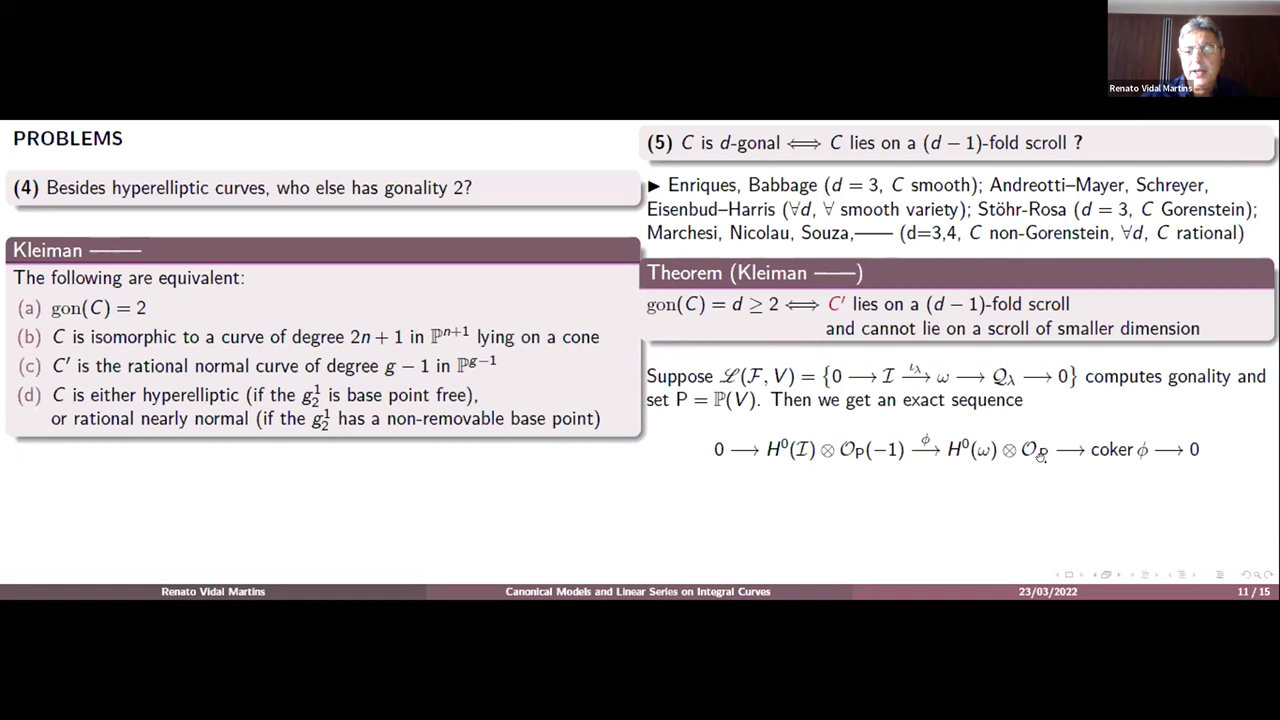 Renato Vidal Martins
PROBLEMS
(4) Besides hyperelliptic curves, who else has gonality 2?
Kleiman ——
The following are equivalent:
(a) gon(C) = 2
(b) C is isomorphic to a curve of degree 2n + 1 in ℙⁿ⁺¹ lying on a cone
(c) C′ is the rational normal curve of degree g − 1 in ℙᵍ⁻¹
(d) C is either hyperelliptic (if the g₂¹ is base point free),
or rational nearly normal (if the g₂¹ has a non-removable base point)
(5) C is d-gonal ⟺ C lies on a (d − 1)-fold scroll ?
▶ Enriques, Babbage (d = 3, C smooth); Andreotti–Mayer, Schreyer,
Eisenbud–Harris (∀d, ∀ smooth variety); Stöhr-Rosa (d = 3, C Gorenstein);
Marchesi, Nicolau, Souza,—— (d=3,4, C non-Gorenstein, ∀d, C rational)
Theorem (Kleiman ——)
gon(C) = d ≥ 2 ⟺ C′ lies on a (d − 1)-fold scroll
and cannot lie on a scroll of smaller dimension
Suppose ℒ(ℱ, V) = {0 ⟶ ℐ ⟶^{ι_λ} ω ⟶ 𝒬_λ ⟶ 0} computes gonality and
set P = ℙ(V). Then we get an exact sequence
0 ⟶ H⁰(ℐ) ⊗ 𝒪_P(−1) ⟶^ϕ H⁰(ω) ⊗ 𝒪_P ⟶ coker ϕ ⟶ 0
Renato Vidal Martins
Canonical Models and Linear Series on Integral Curves
23/03/2022
11 / 15